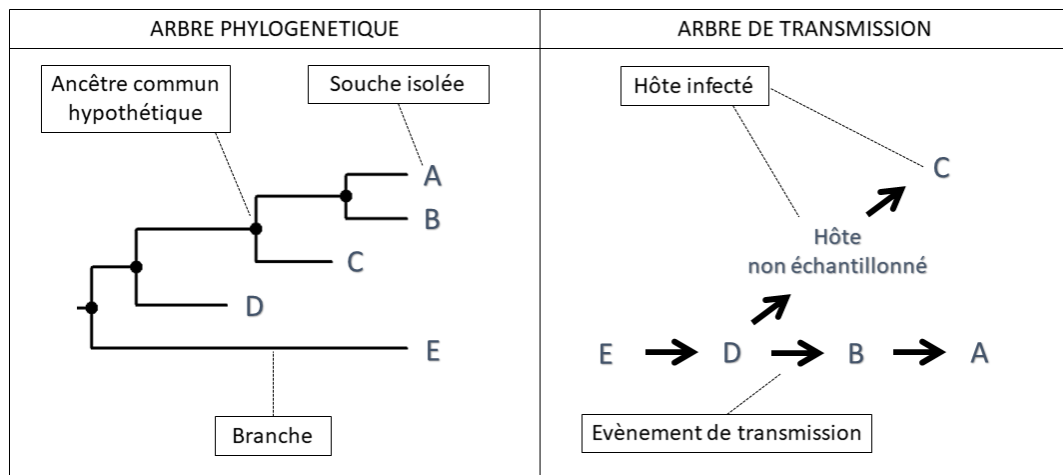 ARBRE PHYLOGENETIQUE
Ancêtre commun
hypothétique
Souche isolée
A
B
C
D
E
Branche
ARBRE DE TRANSMISSION
Hôte infecté
C
Hôte
non échantillonné
E
D
B
A
Evènement de transmission